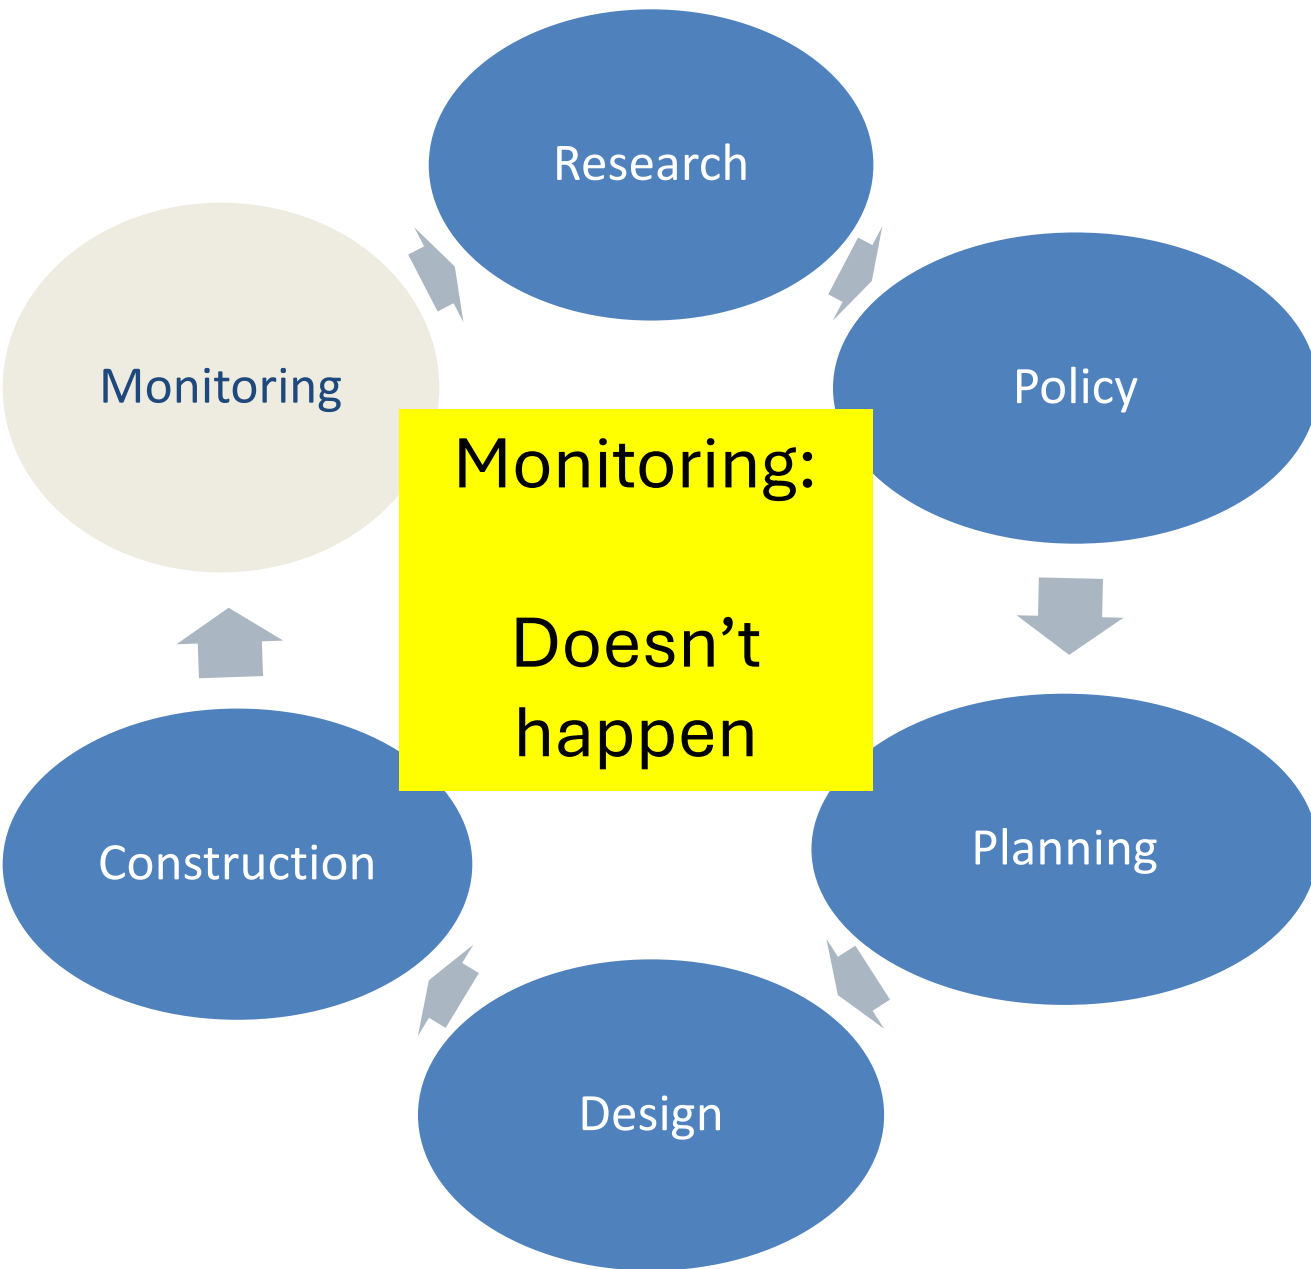 Research
Monitoring
Policy
Monitoring:
Doesn’t
happen
Construction
Planning
Design